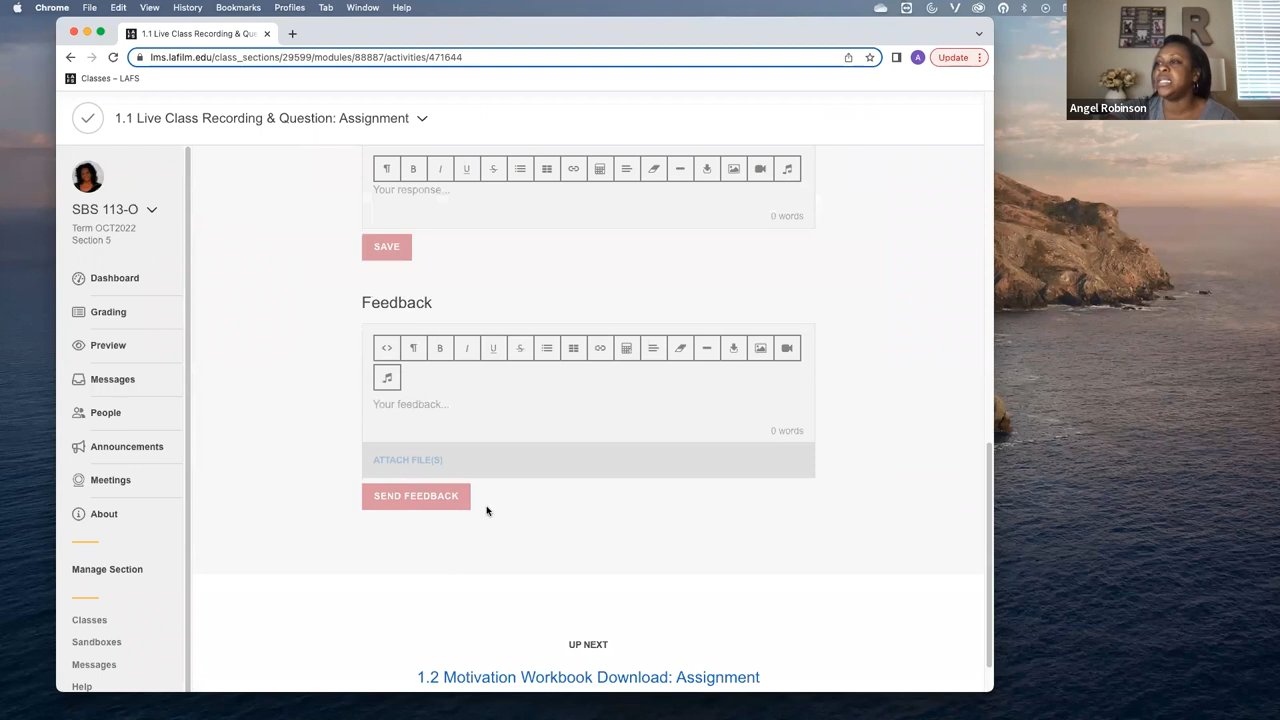 Chrome File Edit View History Bookmarks Profiles Tab Window Help
1.1 Live Class Recording & Que
lms.lafilm.edu/class_sections/29599/modules/88887/activities/471644
A
Update
Classes – LAFS
R
Angel Robinson
1.1 Live Class Recording & Question: Assignment
SBS 113-O
Term OCT2022
Section 5
Dashboard
Grading
Preview
Messages
People
Announcements
Meetings
About
Manage Section
Classes
Sandboxes
Messages
Help
¶ B I U S
Your response...
0 words
SAVE
Feedback
<> ¶ B I U S
Your feedback...
0 words
ATTACH FILE(S)
SEND FEEDBACK
UP NEXT
1.2 Motivation Workbook Download: Assignment